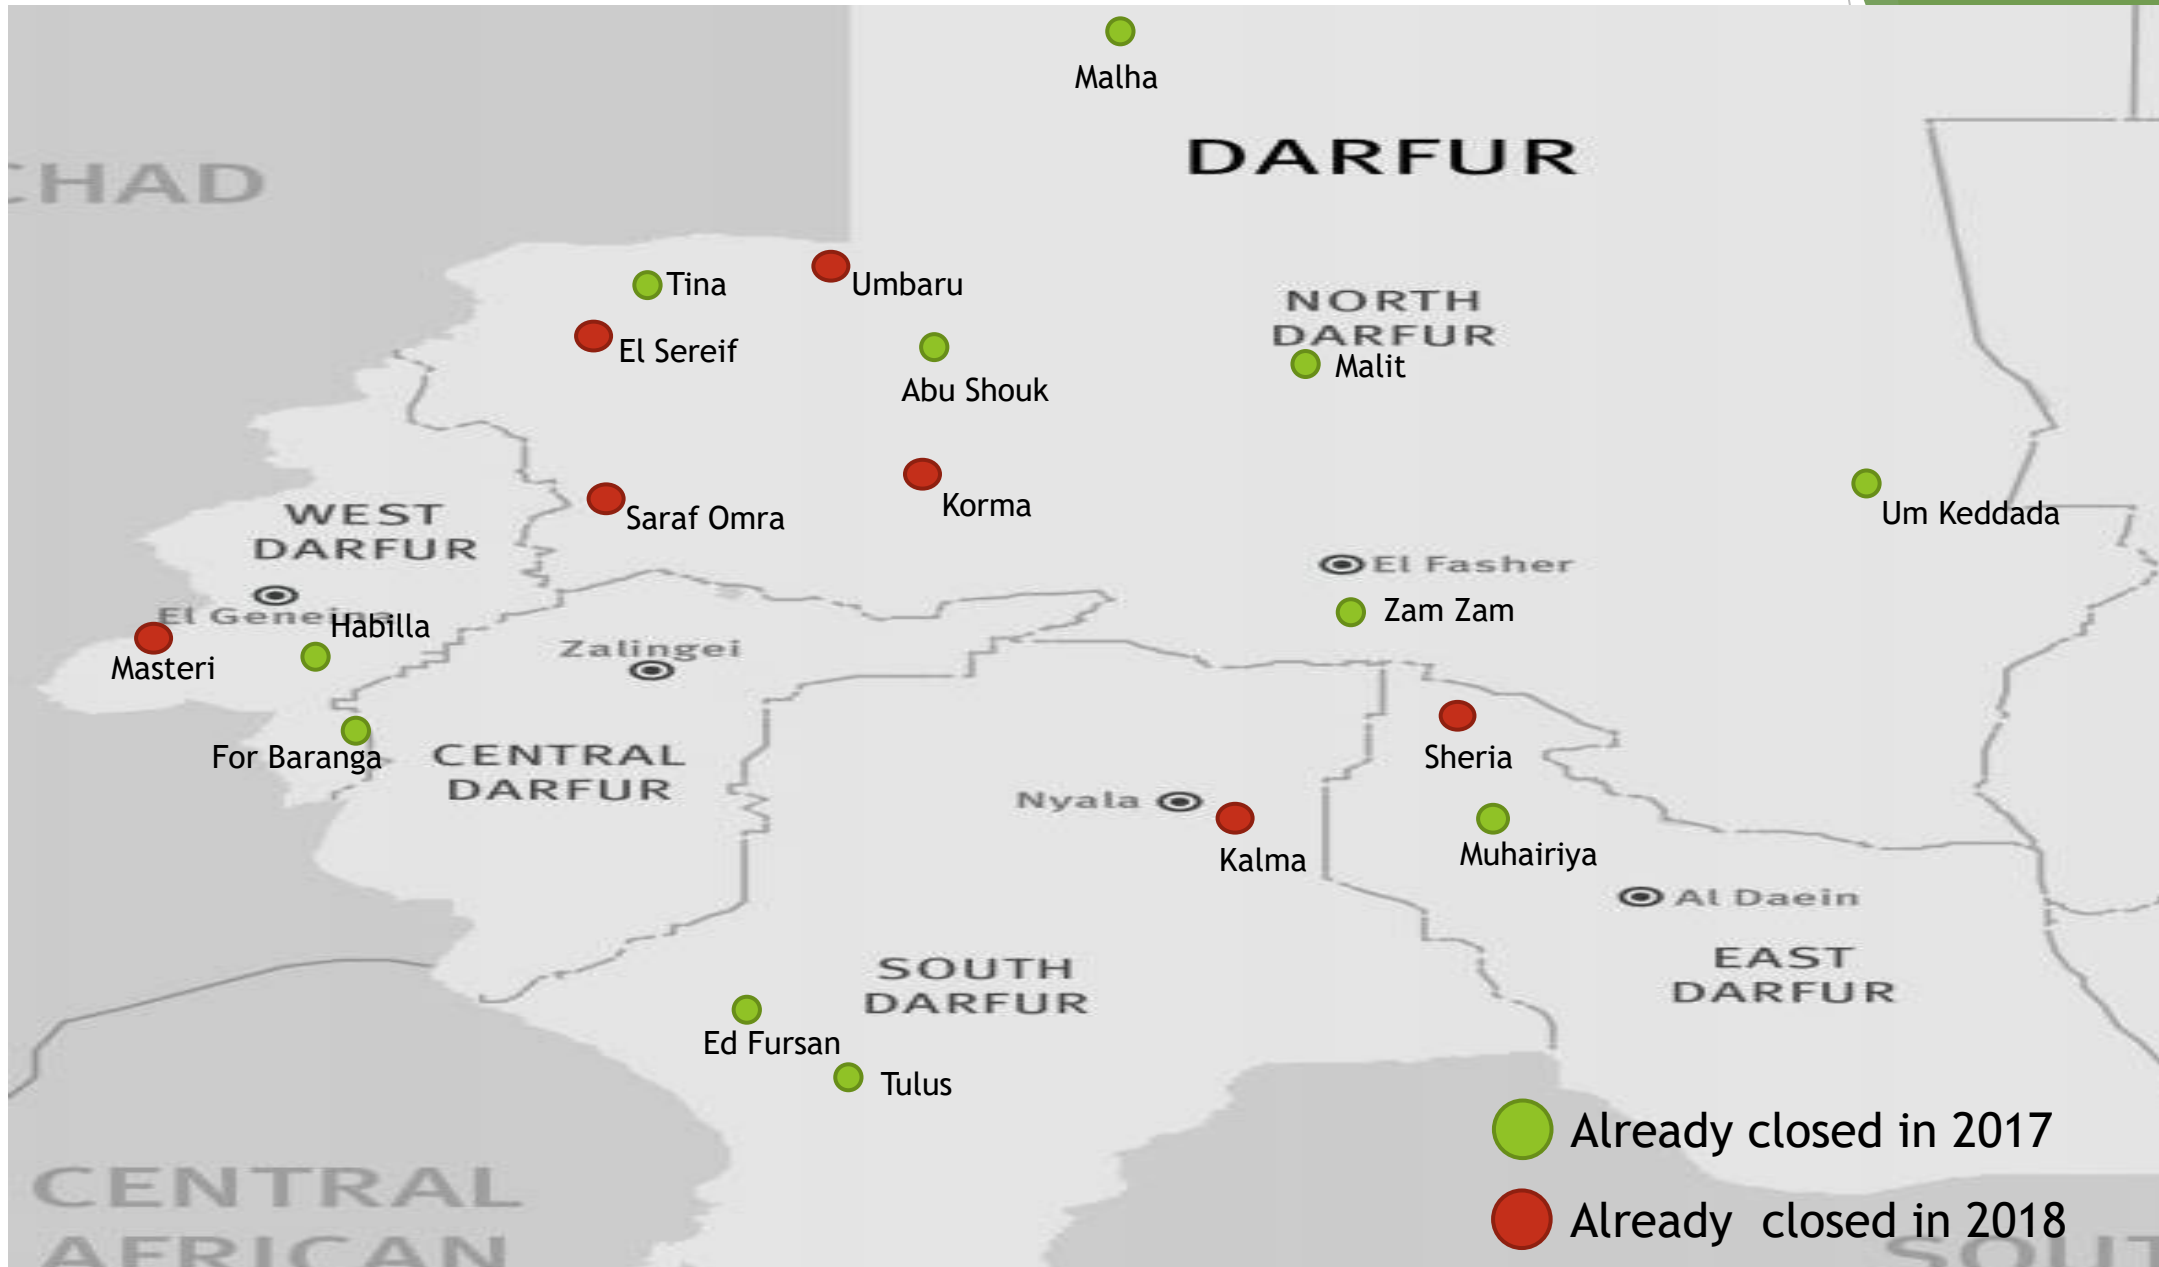 Malha
DARFUR
CHAD
Tina
Umbaru
NORTH
DARFUR
El Sereif
Malit
Abu Shouk
Korma
Um Keddada
Saraf Omra
WEST
DARFUR
El Fasher
Zam Zam
El Geneina
Habilla
Zalingei
Masteri
Sheria
For Baranga
CENTRAL
DARFUR
Nyala
Kalma
Muhairiya
Al Daein
EAST
DARFUR
SOUTH
DARFUR
Ed Fursan
Tulus
Already closed in 2017
CENTRAL
AFRICAN
Already  closed in 2018
SOUT